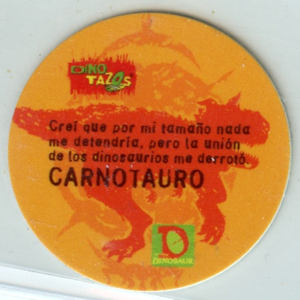 DINO
TAZOS
Creí que por mi tamaño nada
me detendría, pero la unión
de los dinosaurios me derrotó.
CARNOTAURO
D
DINOSAUR